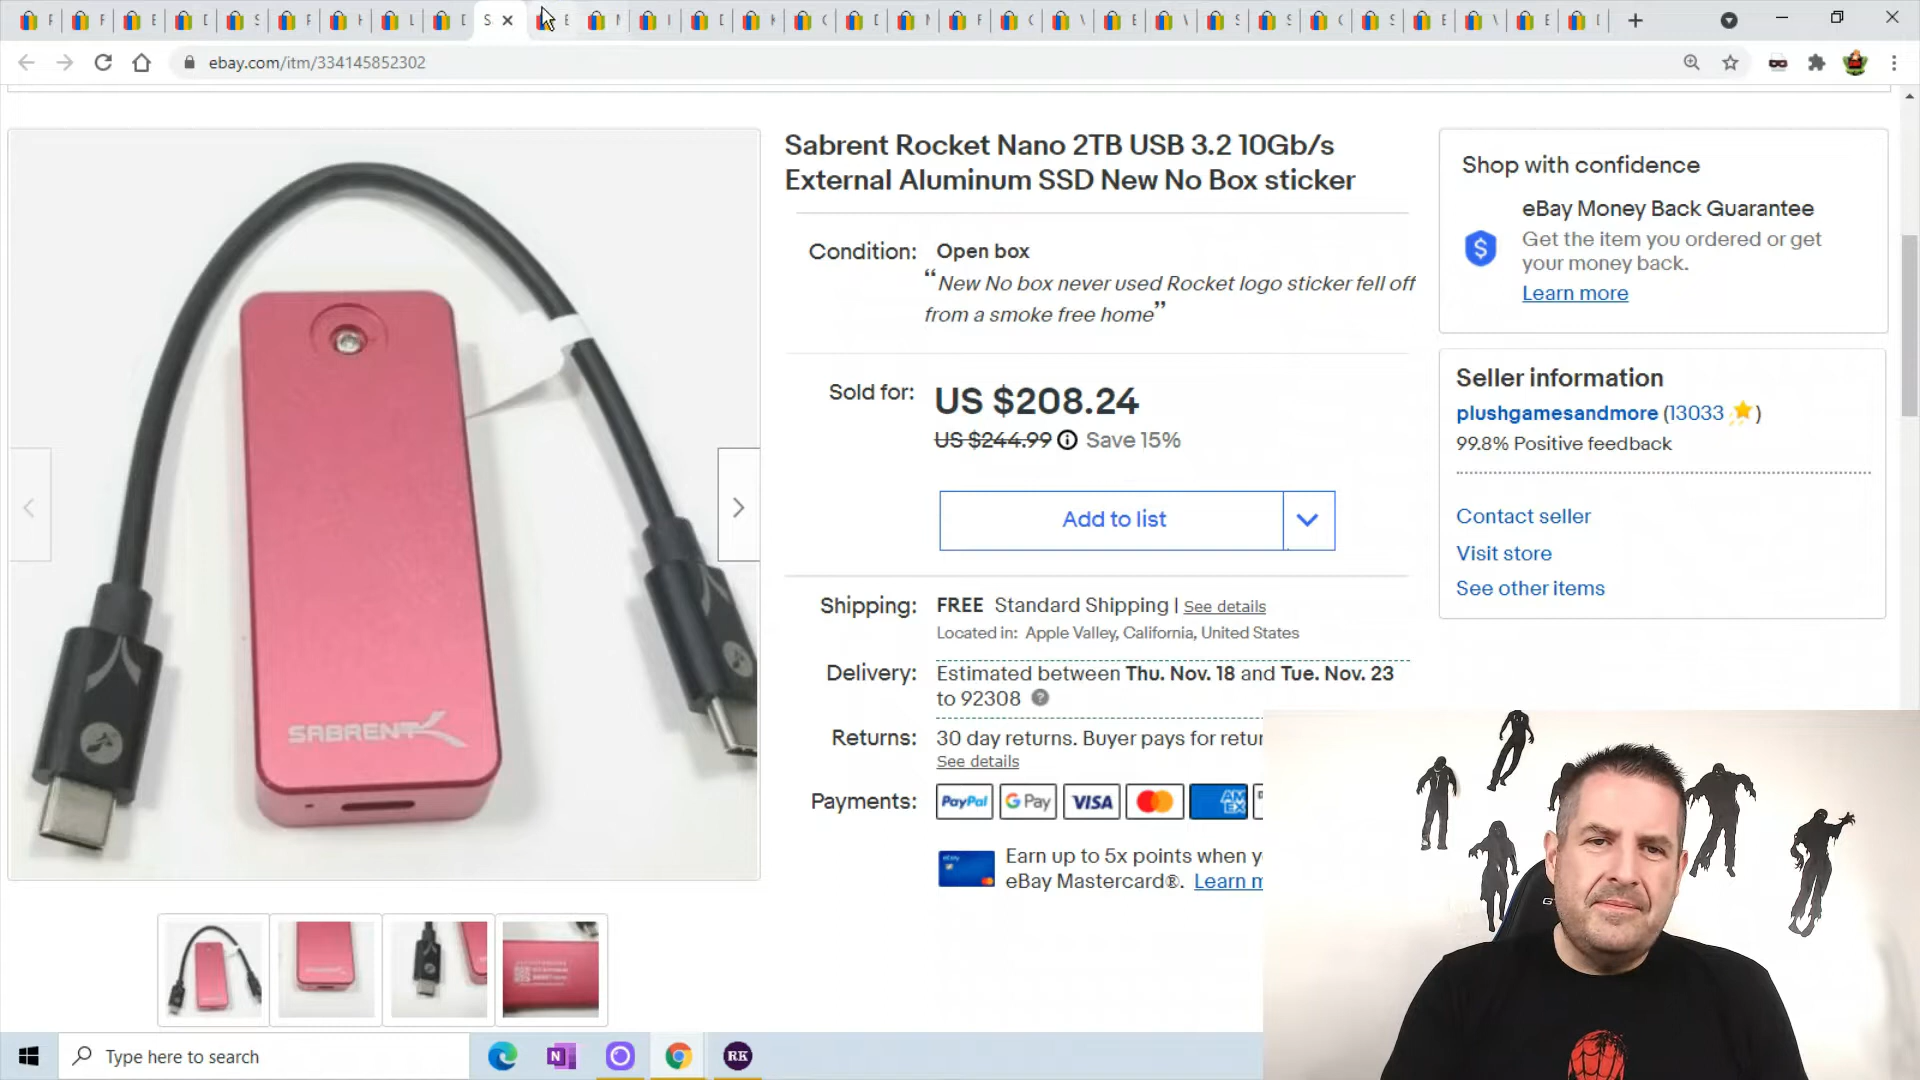 ebay.com/itm/334145852302
Sabrent Rocket Nano 2TB USB 3.2 10Gb/s
External Aluminum SSD New No Box sticker
Condition: Open box
“New No box never used Rocket logo sticker fell off
from a smoke free home”
Sold for: US $208.24
US $244.99 Save 15%
Add to list
Shipping: FREE Standard Shipping | See details
Located in: Apple Valley, California, United States
Delivery: Estimated between Thu. Nov. 18 and Tue. Nov. 23
to 92308
Returns: 30 day returns. Buyer pays for retur
See details
Payments: PayPal G Pay VISA AM EX
Earn up to 5x points when y
eBay Mastercard®. Learn m
Shop with confidence
eBay Money Back Guarantee
Get the item you ordered or get
your money back.
Learn more
Seller information
plushgamesandmore (13033)
99.8% Positive feedback
Contact seller
Visit store
See other items
SABRENT
Type here to search
N
RK